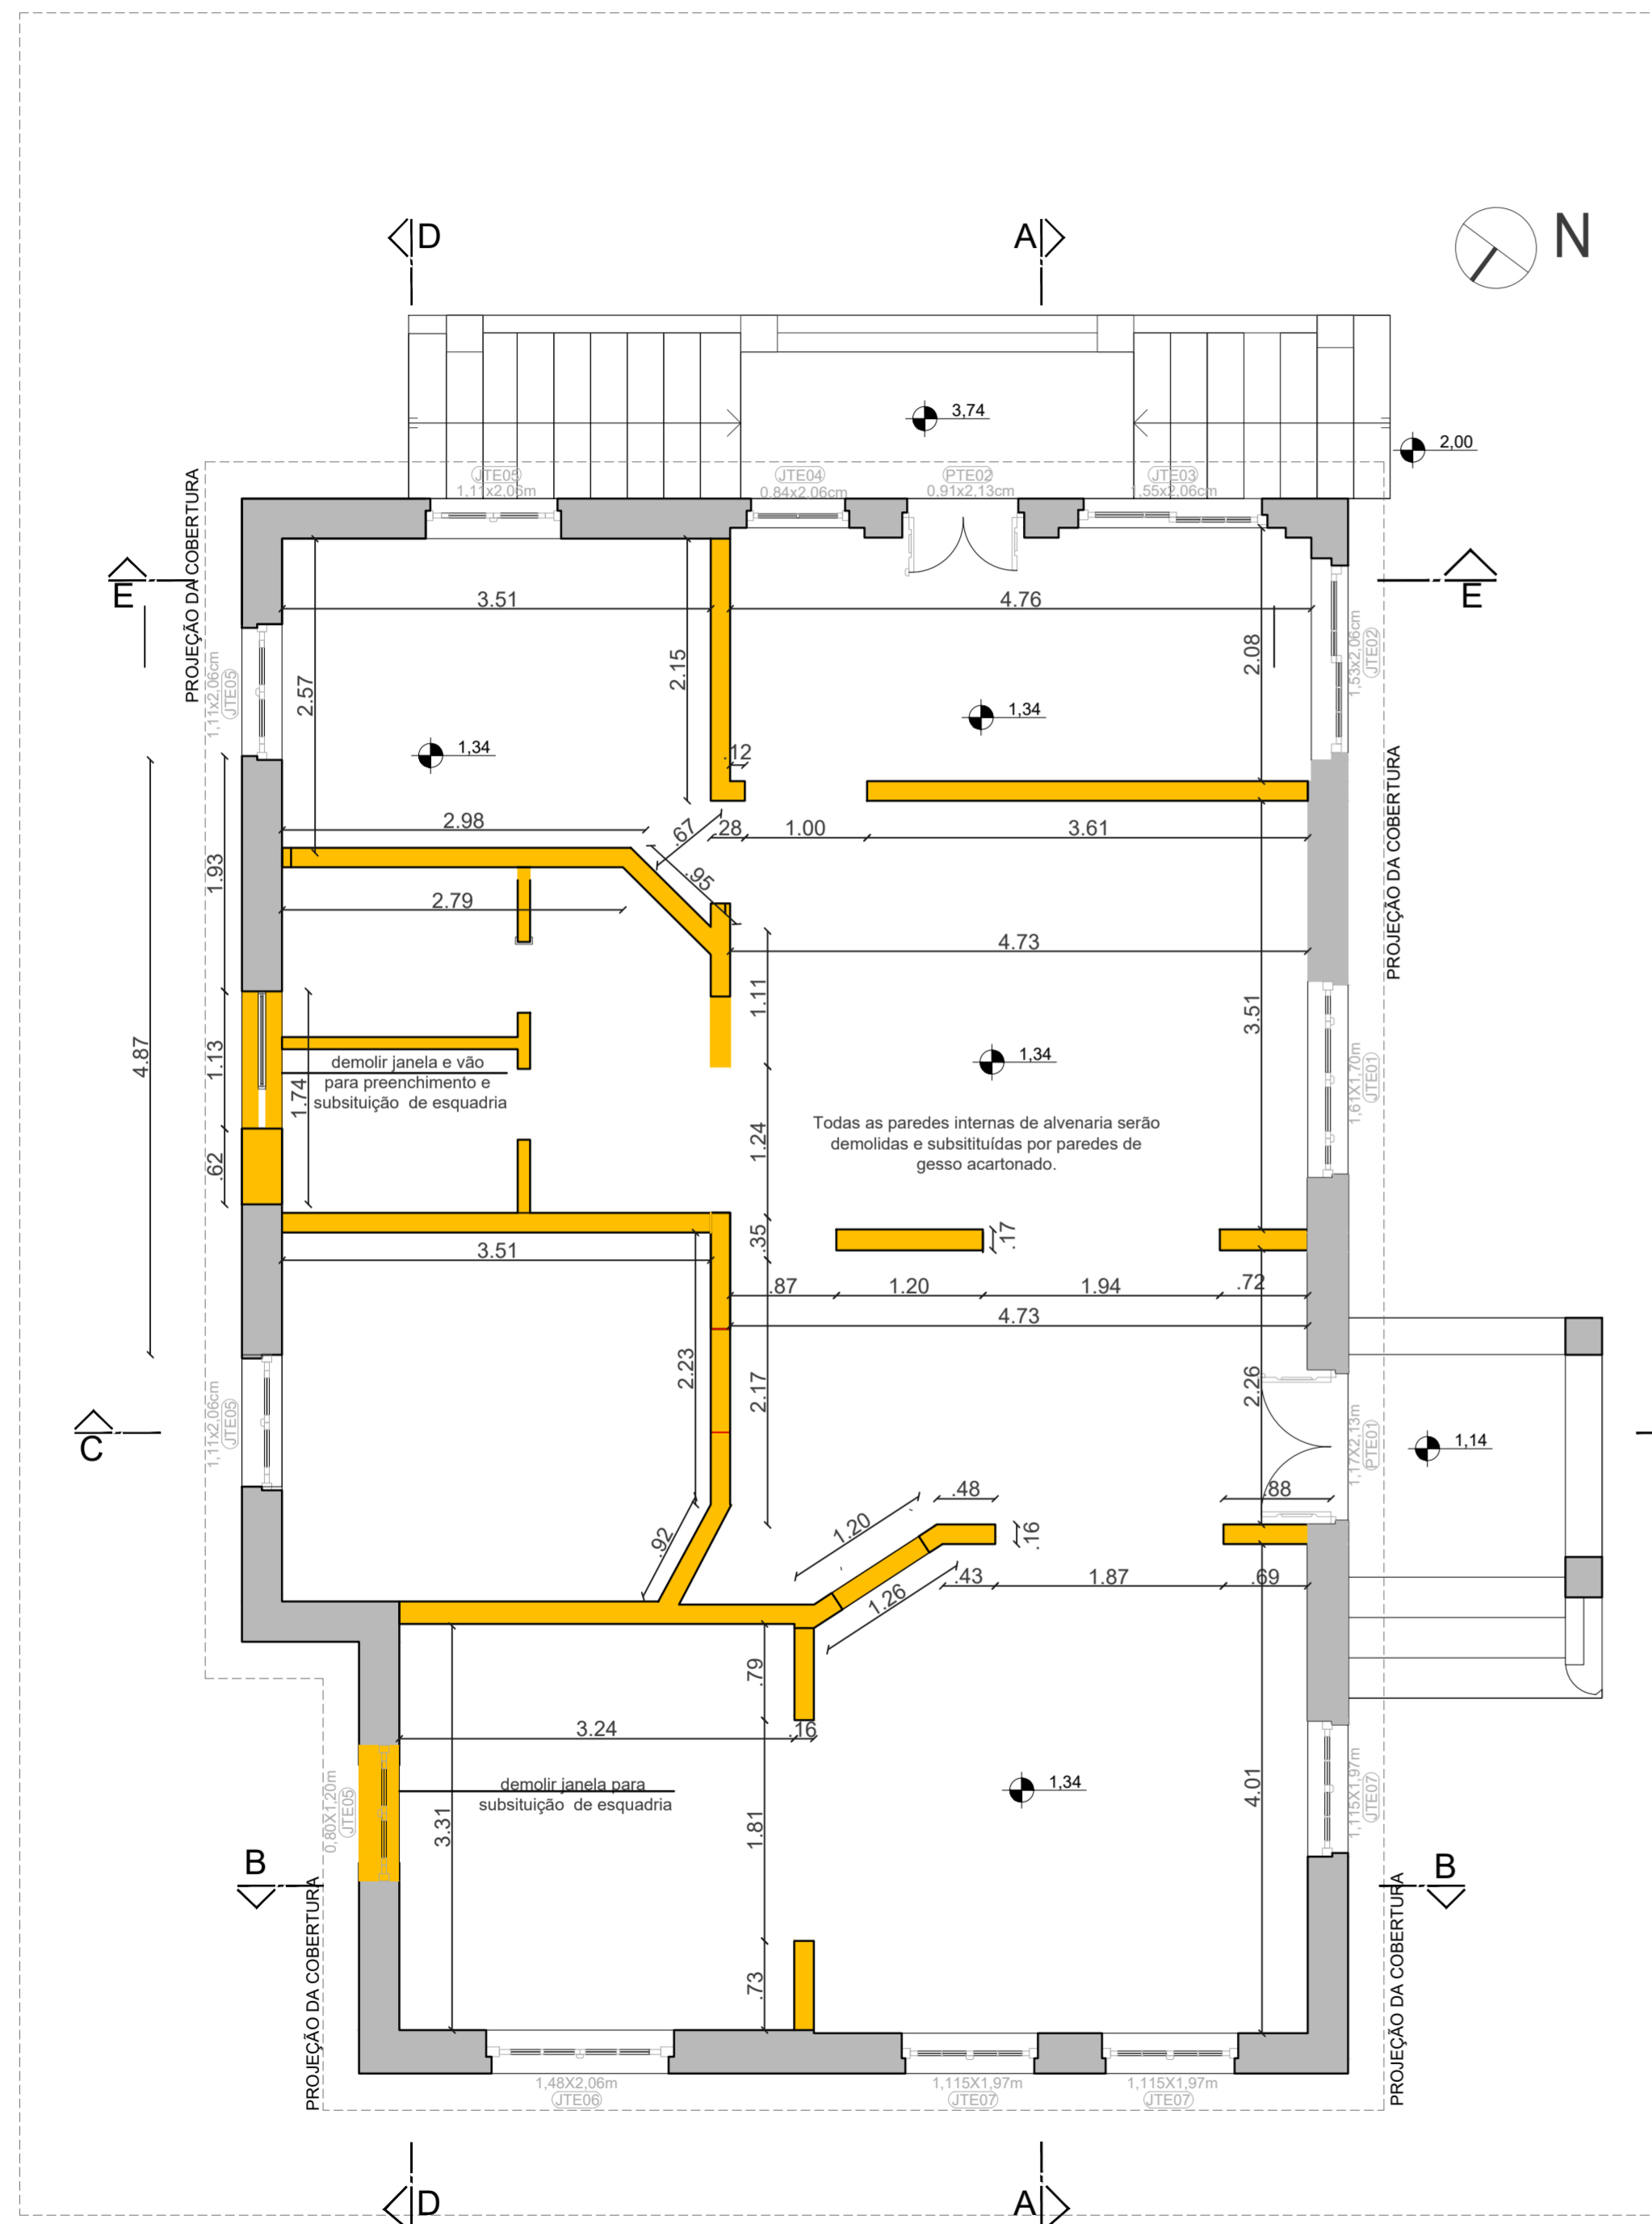 D
A
N
3,74
2,00
JTE05
1,11x2,06m
JTE04
0.84x2.06cm
PTE02
0.91x2,13cm
JTE03
1,55x2,06cm
PROJEÇÃO DA COBERTURA
E
E
3.51
4.76
1,11x2,06cm
JTE05
2.57
2.15
2.08
1,53x2,06cm
JTE02
1,34
1,34
.12
PROJEÇÃO DA COBERTURA
2.98
.67
.28
1.00
3.61
1.93
.95
2.79
4.73
1.11
3.51
4.87
1.13
1.74
demolir janela e vão
para preenchimento e
subsituição de esquadria
1,34
1,61X1,70m
JTE01
.62
1.24
Todas as paredes internas de alvenaria serão
demolidas e subsitituídas por paredes de
gesso acartonado.
.35
.17
3.51
.87
1.20
1.94
.72
4.73
2.23
2.17
2.26
1,11x2,06cm
JTE05
C
1,17X2,13m
PTE01
1,14
.48
.88
1.20
.16
.92
1.26
.43
1.87
.69
.79
3.24
.16
demolir janela para
subsituição de esquadria
1,34
0,80X1,20m
JTE05
3.31
1.81
4.01
1,115X1,97m
JTE07
B
B
PROJEÇÃO DA COBERTURA
.73
PROJEÇÃO DA COBERTURA
1,48X2,06m
JTE06
1,115X1,97m
JTE07
1,115X1,97m
JTE07
D
A